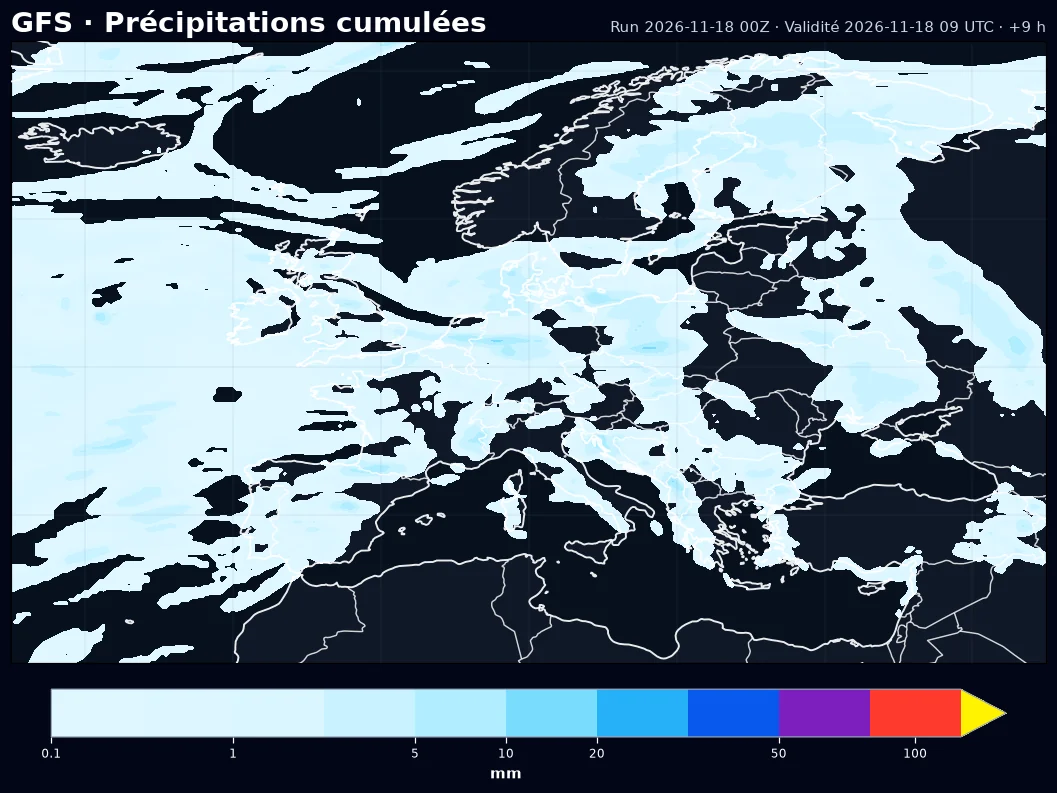 GFS · Précipitations cumulées
Run 2026-11-18 00Z · Validité 2026-11-18 09 UTC · +9 h
0.1 1 5 10 20 50 100
mm